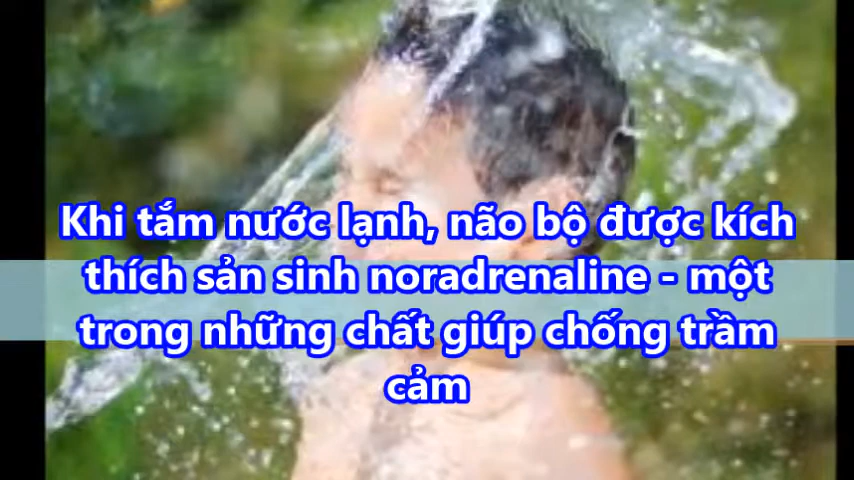 Khi tắm nước lạnh, não bộ được kích
thích sản sinh noradrenaline - một
trong những chất giúp chống trầm
cảm